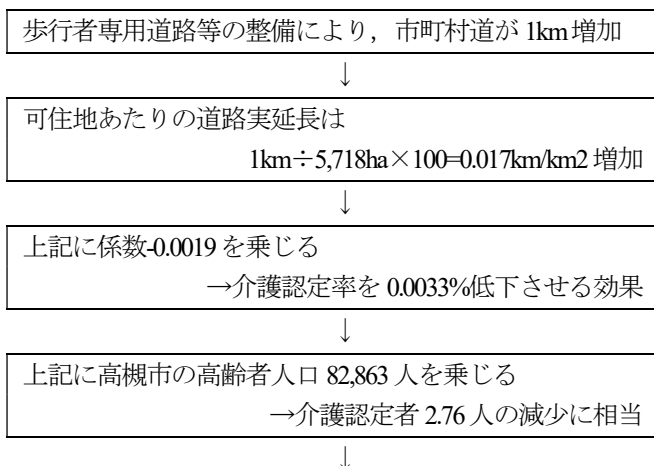 歩行者専用道路等の整備により，市町村道が 1km 増加
↓
可住地あたりの道路実延長は
1km÷5,718ha×100=0.017km/km2 増加
↓
上記に係数-0.0019 を乗じる
→介護認定率を 0.0033%低下させる効果
↓
上記に高槻市の高齢者人口 82,863 人を乗じる
→介護認定者 2.76 人の減少に相当
↓